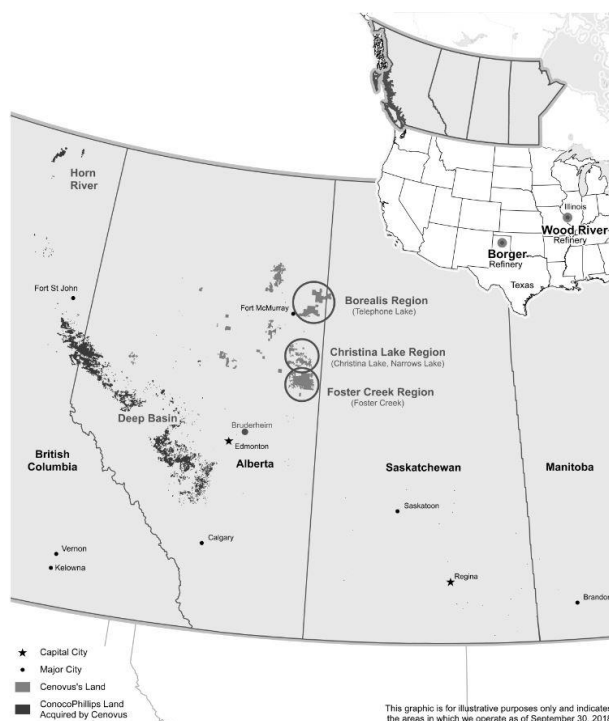 Illinois
Wood River
Refinery
Borger
Refinery
Texas
Horn
River
Fort St John
Fort McMurray
Borealis Region
(Telephone Lake)
Christina Lake Region
(Christina Lake, Narrows Lake)
Foster Creek Region
(Foster Creek)
Deep Basin
Bruderheim
Edmonton
British
Columbia
Alberta
Saskatchewan
Manitoba
Saskatoon
Calgary
Vernon
Kelowna
Regina
Brandon
Capital City
Major City
Cenovus's Land
ConocoPhillips Land
Acquired by Cenovus
This graphic is for illustrative purposes only and indicates
the areas in which we operate as of September 30,